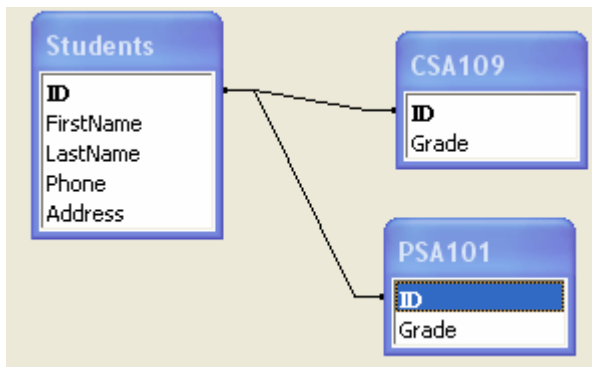 Students
ID
FirstName
LastName
Phone
Address
CSA109
ID
Grade
PSA101
ID
Grade